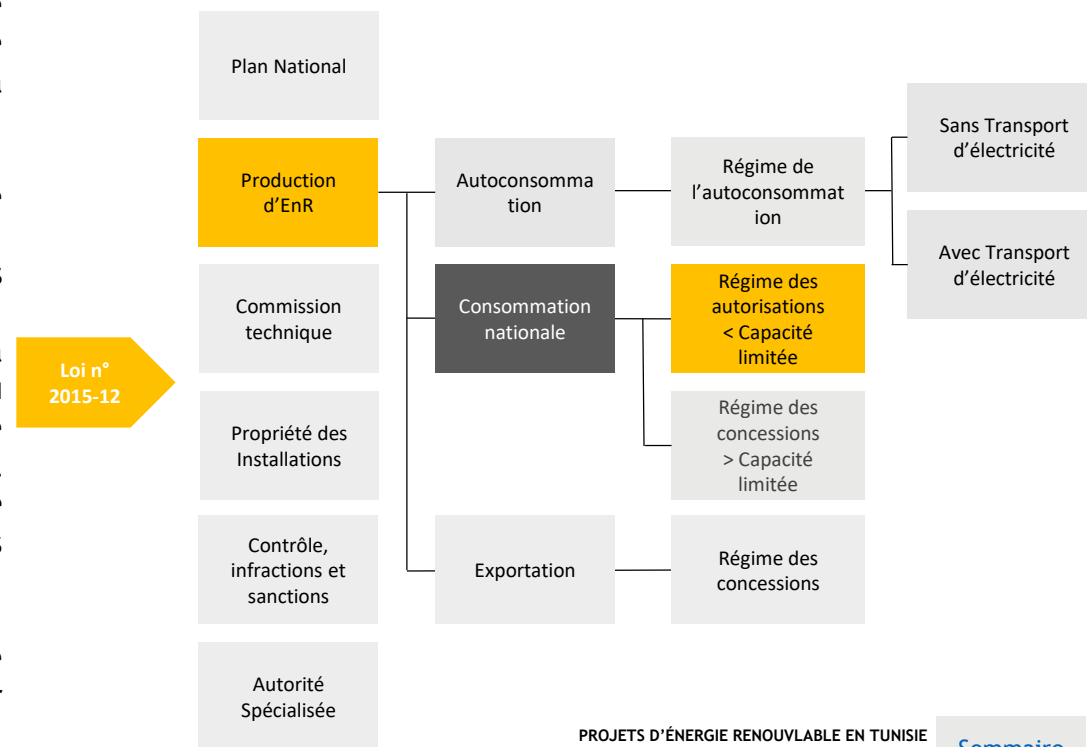 Plan National
Production
d'EnR
Commission
technique
Propriété des
Installations
Contrôle,
infractions et
sanctions
Autorité
Spécialisée
Loi n°
2015-12
Autoconsomma
tion
Consommation
nationale
Exportation
Régime de
l'autoconsommat
ion
Régime des
autorisations
< Capacité
limitée
Régime des
concessions
> Capacité
limitée
Régime des
concessions
Sans Transport
d'électricité
Avec Transport
d'électricité
PROJETS D'ÉNERGIE RENOUVLABLE EN TUNISIE
Sommaire